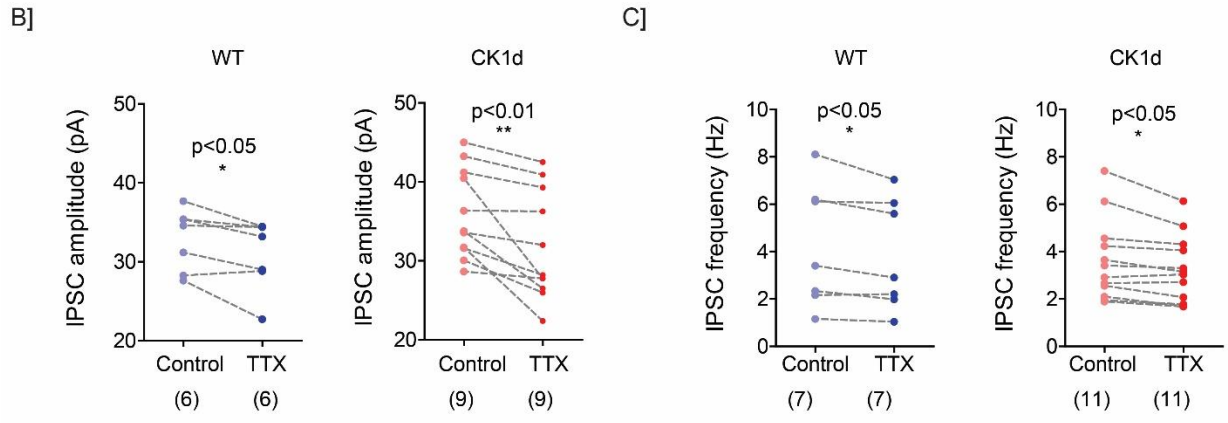 B]
WT
IPSC amplitude (pA)
50
40
30
20
p<0.05
*
Control TTX
(6) (6)
CK1d
IPSC amplitude (pA)
50
40
30
20
p<0.01
**
Control TTX
(9) (9)
C]
WT
IPSC frequency (Hz)
10
8
6
4
2
0
p<0.05
*
Control TTX
(7) (7)
CK1d
IPSC frequency (Hz)
10
8
6
4
2
0
p<0.05
*
Control TTX
(11) (11)